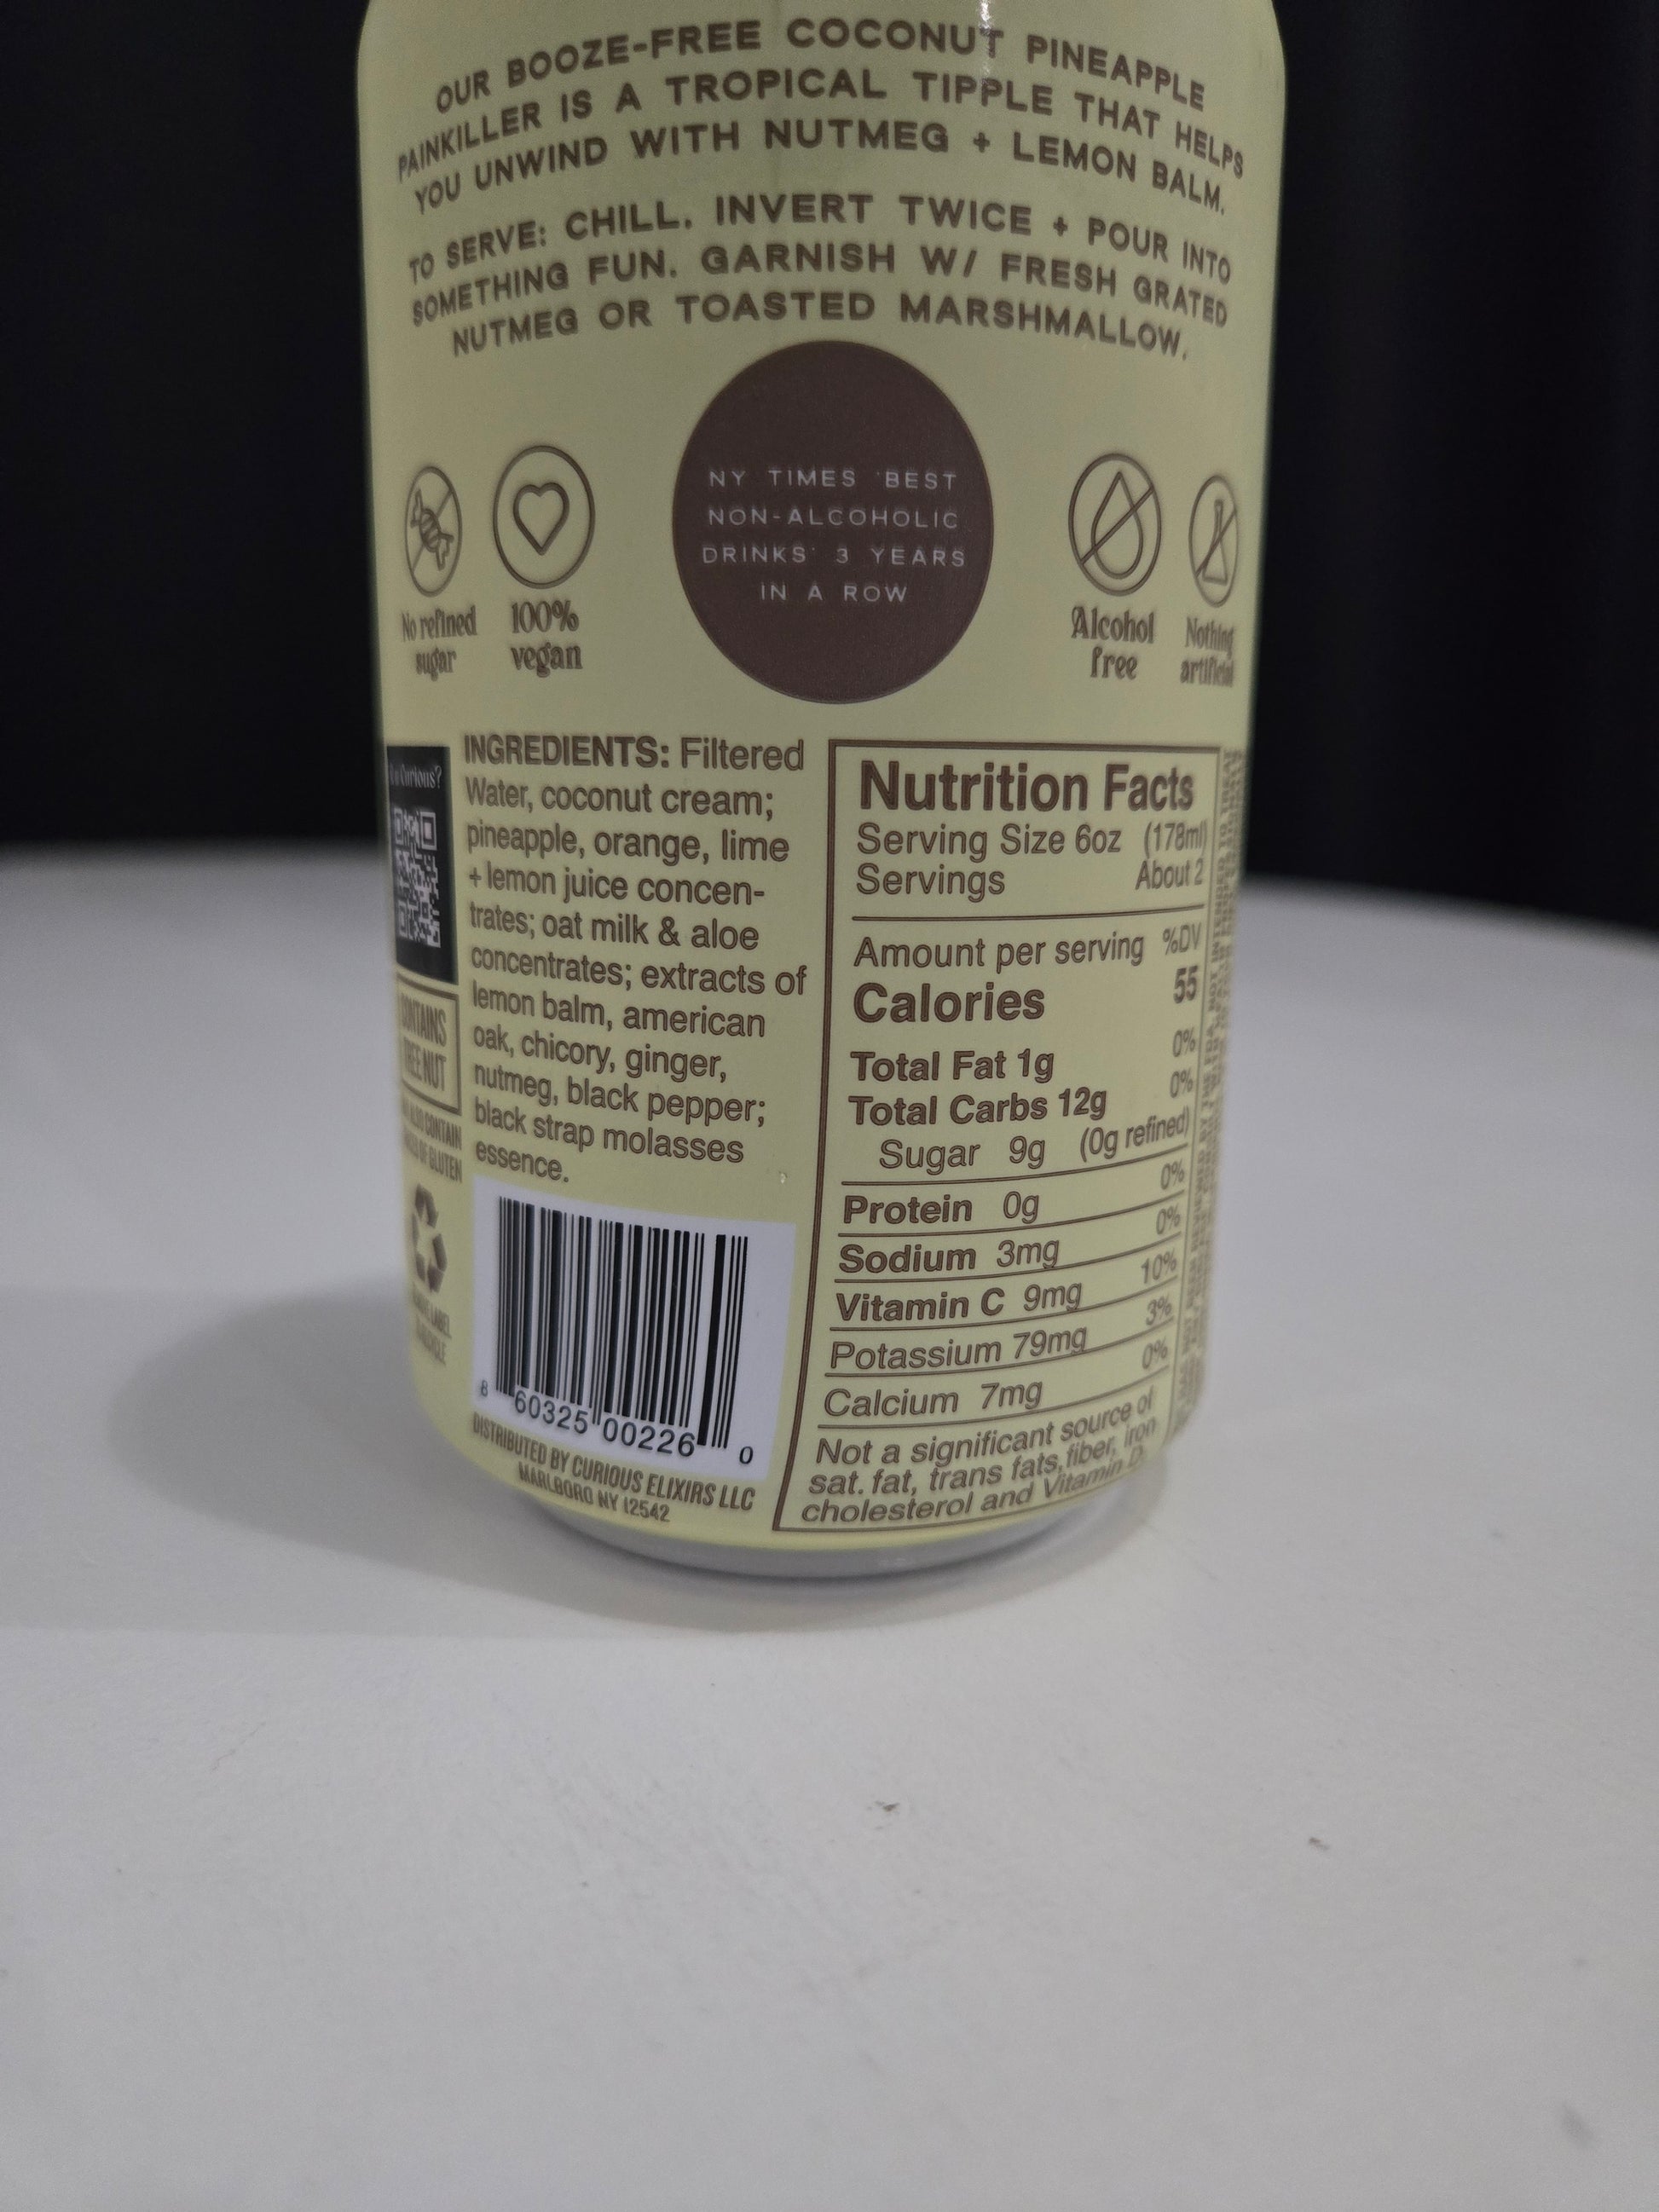 OUR BOOZE-FREE COCONUT PINEAPPLE
PAINKILLER IS A TROPICAL TIPPLE THAT HELPS
YOU UNWIND WITH NUTMEG + LEMON BALM.
TO SERVE: CHILL. INVERT TWICE + POUR INTO
SOMETHING FUN. GARNISH W/ FRESH GRATED
NUTMEG OR TOASTED MARSHMALLOW.
No refined
sugar
100%
vegan
NY TIMES 'BEST
NON-ALCOHOLIC
DRINKS' 3 YEARS
IN A ROW
Alcohol
free
Nothing
artificial
Curious?
CONTAINS
TREE NUT
ALSO CONTAIN
OF GLUTEN
LABEL
INGREDIENTS: Filtered
Water, coconut cream;
pineapple, orange, lime
+ lemon juice concen-
trates; oat milk & aloe
concentrates; extracts of
lemon balm, american
oak, chicory, ginger,
nutmeg, black pepper;
black strap molasses
essence.
8 60325 00226 0
DISTRIBUTED BY CURIOUS ELIXIRS LLC
MARLBORO NY 12542
Nutrition Facts
Serving Size 6oz (178ml)
Servings About 2
Amount per serving %DV
Calories 55
Total Fat 1g 0%
Total Carbs 12g 0%
Sugar 9g (0g refined)
Protein 0g 0%
Sodium 3mg 0%
Vitamin C 9mg 10%
Potassium 79mg 3%
Calcium 7mg 0%
Not a significant source of
sat. fat, trans fats, fiber, iron
cholesterol and Vitamin D.